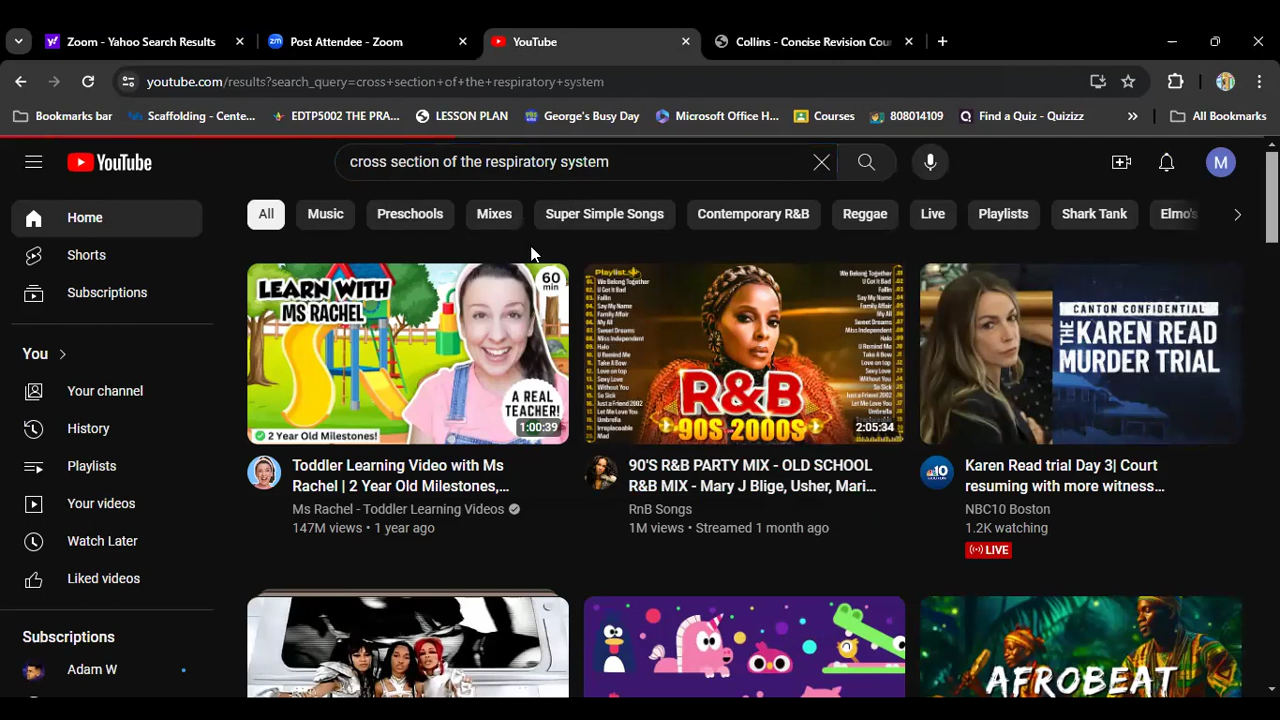 Zoom - Yahoo Search Results
Post Attendee - Zoom
YouTube
Collins - Concise Revision Cou
youtube.com/results?search_query=cross+section+of+the+respiratory+system
Bookmarks bar
Scaffolding - Cente...
EDTP5002 THE PRA...
LESSON PLAN
George's Busy Day
Microsoft Office H...
Courses
808014109
Find a Quiz - Quizizz
All Bookmarks
YouTube
cross section of the respiratory system
M
Home
Shorts
Subscriptions
You
Your channel
History
Playlists
Your videos
Watch Later
Liked videos
Subscriptions
Adam W
All
Music
Preschools
Mixes
Super Simple Songs
Contemporary R&B
Reggae
Live
Playlists
Shark Tank
Elmo's
LEARN WITH
MS RACHEL
60
min
A REAL
TEACHER!
2 Year Old Milestones!
1:00:39
Toddler Learning Video with Ms
Rachel | 2 Year Old Milestones,...
Ms Rachel - Toddler Learning Videos
147M views • 1 year ago
Playlist
R&B
90S 2000S
2:05:34
90'S R&B PARTY MIX - OLD SCHOOL
R&B MIX - Mary J Blige, Usher, Mari...
RnB Songs
1M views • Streamed 1 month ago
CANTON CONFIDENTIAL
THE KAREN READ
MURDER TRIAL
Karen Read trial Day 3| Court
resuming with more witness...
NBC10 Boston
1.2K watching
LIVE
AFROBEAT